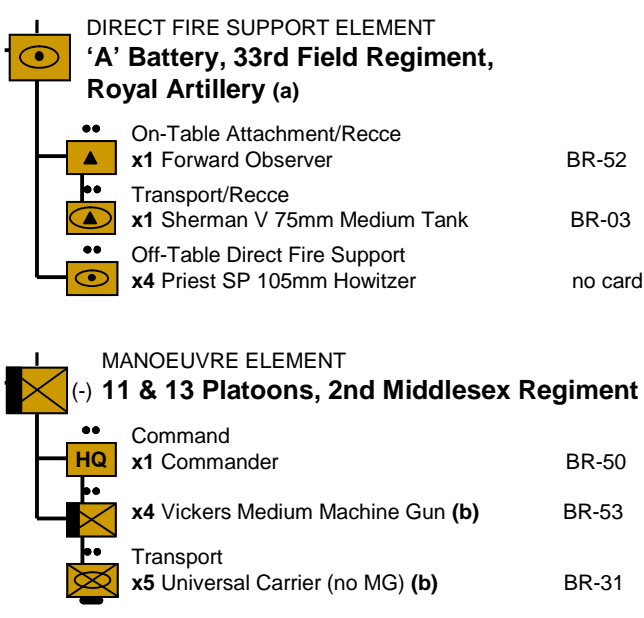 DIRECT FIRE SUPPORT ELEMENT
‘A’ Battery, 33rd Field Regiment,
Royal Artillery (a)
On-Table Attachment/Recce
x1 Forward Observer BR-52
Transport/Recce
x1 Sherman V 75mm Medium Tank BR-03
Off-Table Direct Fire Support
x4 Priest SP 105mm Howitzer no card
MANOEUVRE ELEMENT
(-) 11 & 13 Platoons, 2nd Middlesex Regiment
Command
HQ x1 Commander BR-50
x4 Vickers Medium Machine Gun (b) BR-53
Transport
x5 Universal Carrier (no MG) (b) BR-31